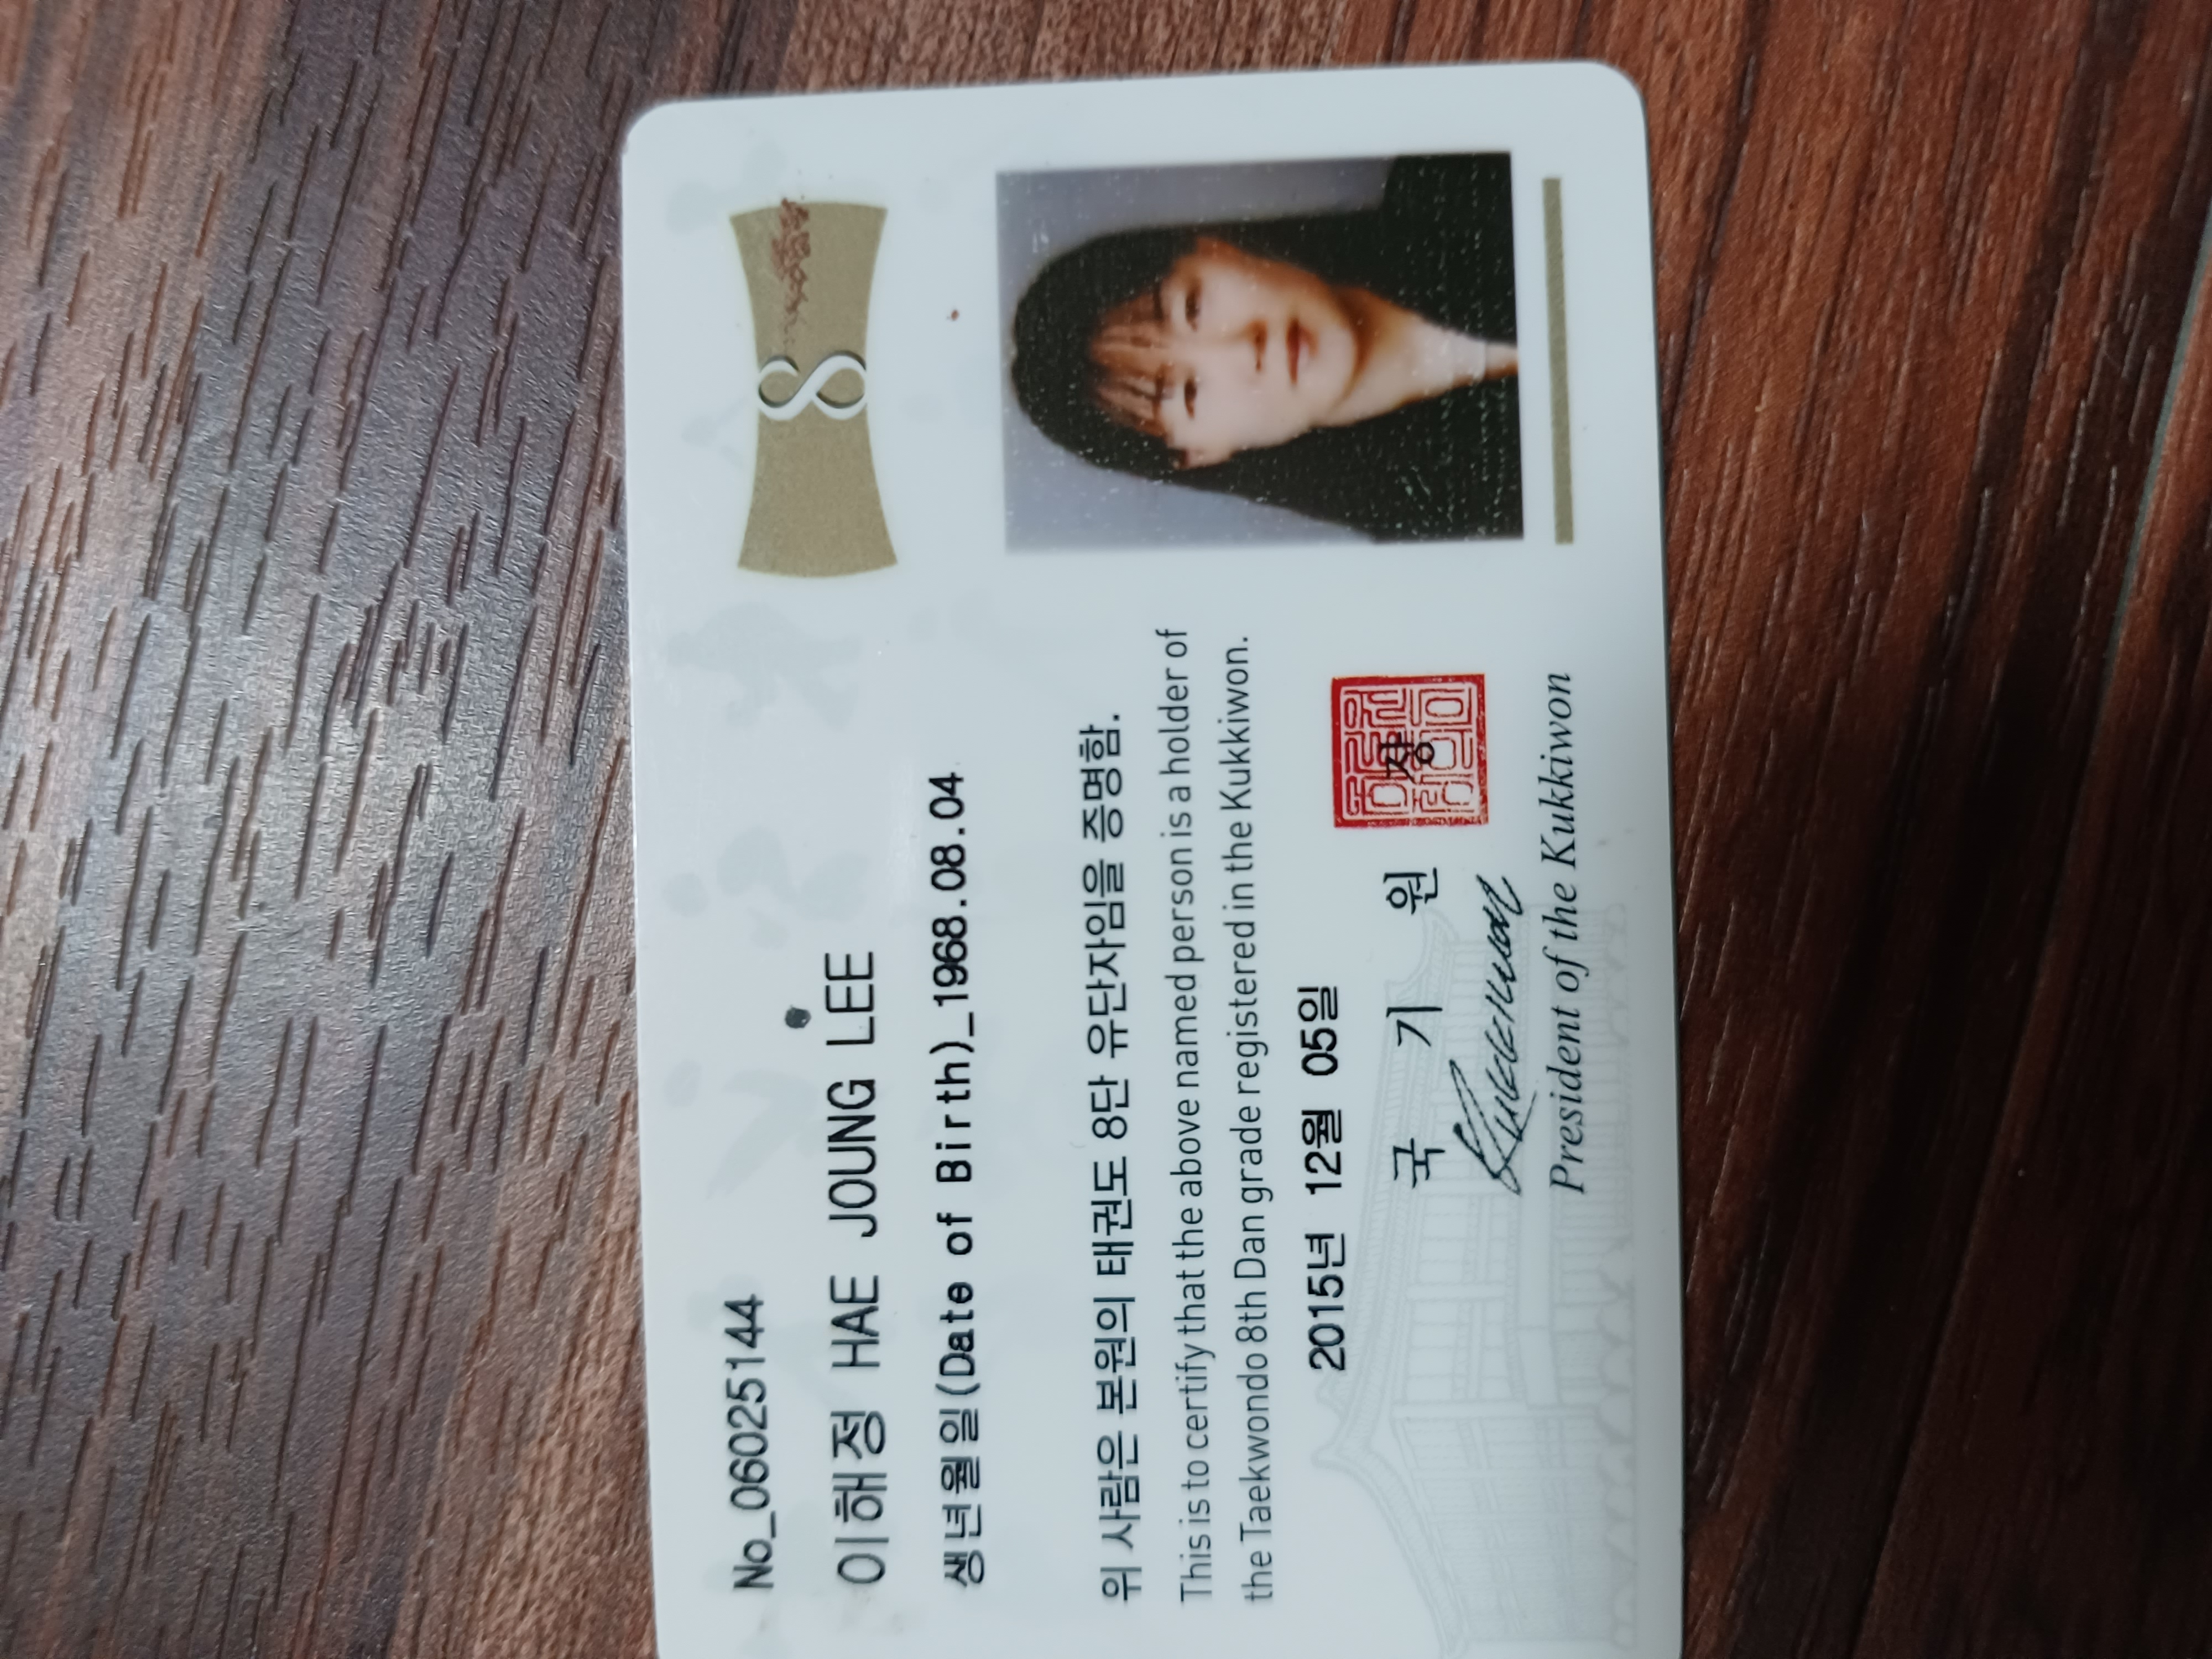 8
No_06025144
이해정 HAE JOUNG LEE
생년월일(Date of Birth)_1968.08.04
위 사람은 본원의 태권도 8단 유단자임을 증명함.
This is to certify that the above named person is a holder of
the Taekwondo 8th Dan grade registered in the Kukkiwon.
2015년 12월 05일
국 기 원 장
President of the Kukkiwon